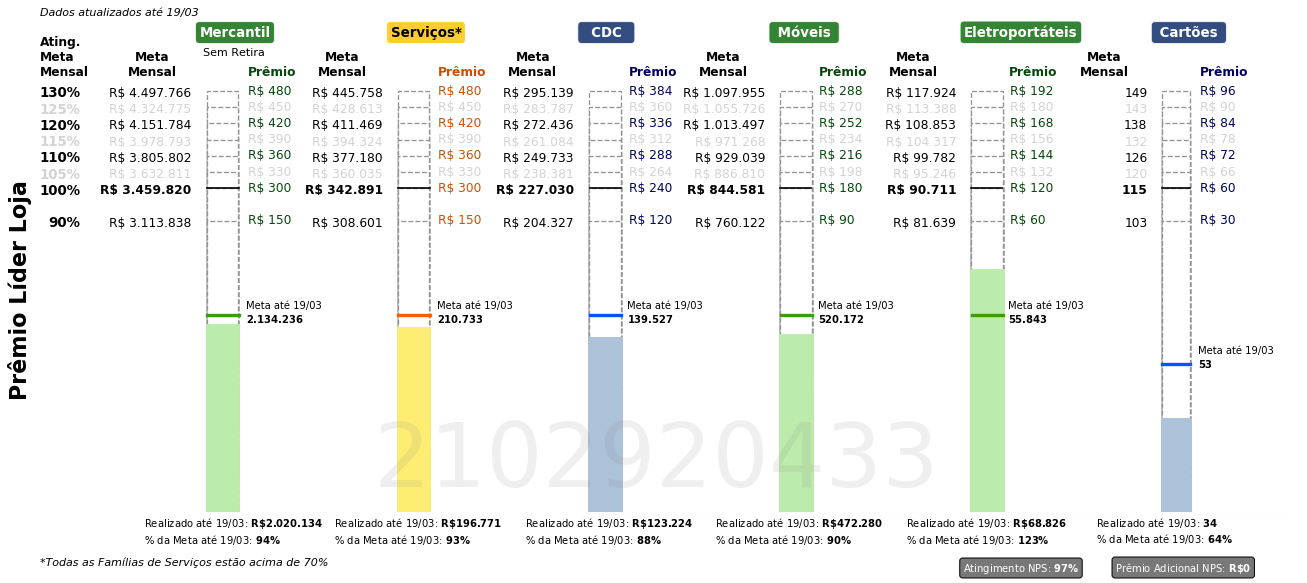 Dados atualizados até 19/03
Mercantil Serviços* CDC Móveis Eletroportáteis Cartões
Sem Retira
Ating. Meta Mensal
Meta Mensal Prêmio Meta Mensal Prêmio Meta Mensal Prêmio Meta Mensal Prêmio Meta Mensal Prêmio Meta Mensal Prêmio
130% R$ 4.497.766 R$ 480 R$ 445.758 R$ 480 R$ 295.139 R$ 384 R$ 1.097.955 R$ 288 R$ 117.924 R$ 192 149 R$ 96
125% R$ 4.324.775 R$ 450 R$ 428.613 R$ 450 R$ 283.787 R$ 360 R$ 1.055.726 R$ 270 R$ 113.388 R$ 180 143 R$ 90
120% R$ 4.151.784 R$ 420 R$ 411.469 R$ 420 R$ 272.436 R$ 336 R$ 1.013.497 R$ 252 R$ 108.853 R$ 168 138 R$ 84
115% R$ 3.978.793 R$ 390 R$ 394.324 R$ 390 R$ 261.084 R$ 312 R$ 971.268 R$ 234 R$ 104.317 R$ 156 132 R$ 78
110% R$ 3.805.802 R$ 360 R$ 377.180 R$ 360 R$ 249.733 R$ 288 R$ 929.039 R$ 216 R$ 99.782 R$ 144 126 R$ 72
105% R$ 3.632.811 R$ 330 R$ 360.035 R$ 330 R$ 238.381 R$ 264 R$ 886.810 R$ 198 R$ 95.246 R$ 132 120 R$ 66
100% R$ 3.459.820 R$ 300 R$ 342.891 R$ 300 R$ 227.030 R$ 240 R$ 844.581 R$ 180 R$ 90.711 R$ 120 115 R$ 60
90% R$ 3.113.838 R$ 150 R$ 308.601 R$ 150 R$ 204.327 R$ 120 R$ 760.122 R$ 90 R$ 81.639 R$ 60 103 R$ 30
Prêmio Líder Loja
Meta até 19/03 Meta até 19/03 Meta até 19/03 Meta até 19/03 Meta até 19/03
2.134.236 210.733 139.527 520.172 55.843
Meta até 19/03
53
2102920433
Realizado até 19/03: R$2.020.134 Realizado até 19/03: R$196.771 Realizado até 19/03: R$123.224 Realizado até 19/03: R$472.280 Realizado até 19/03: R$68.826 Realizado até 19/03: 34
% da Meta até 19/03: 94% % da Meta até 19/03: 93% % da Meta até 19/03: 88% % da Meta até 19/03: 90% % da Meta até 19/03: 123% % da Meta até 19/03: 64%
*Todas as Famílias de Serviços estão acima de 70%
Atingimento NPS: 97% Prêmio Adicional NPS: R$0